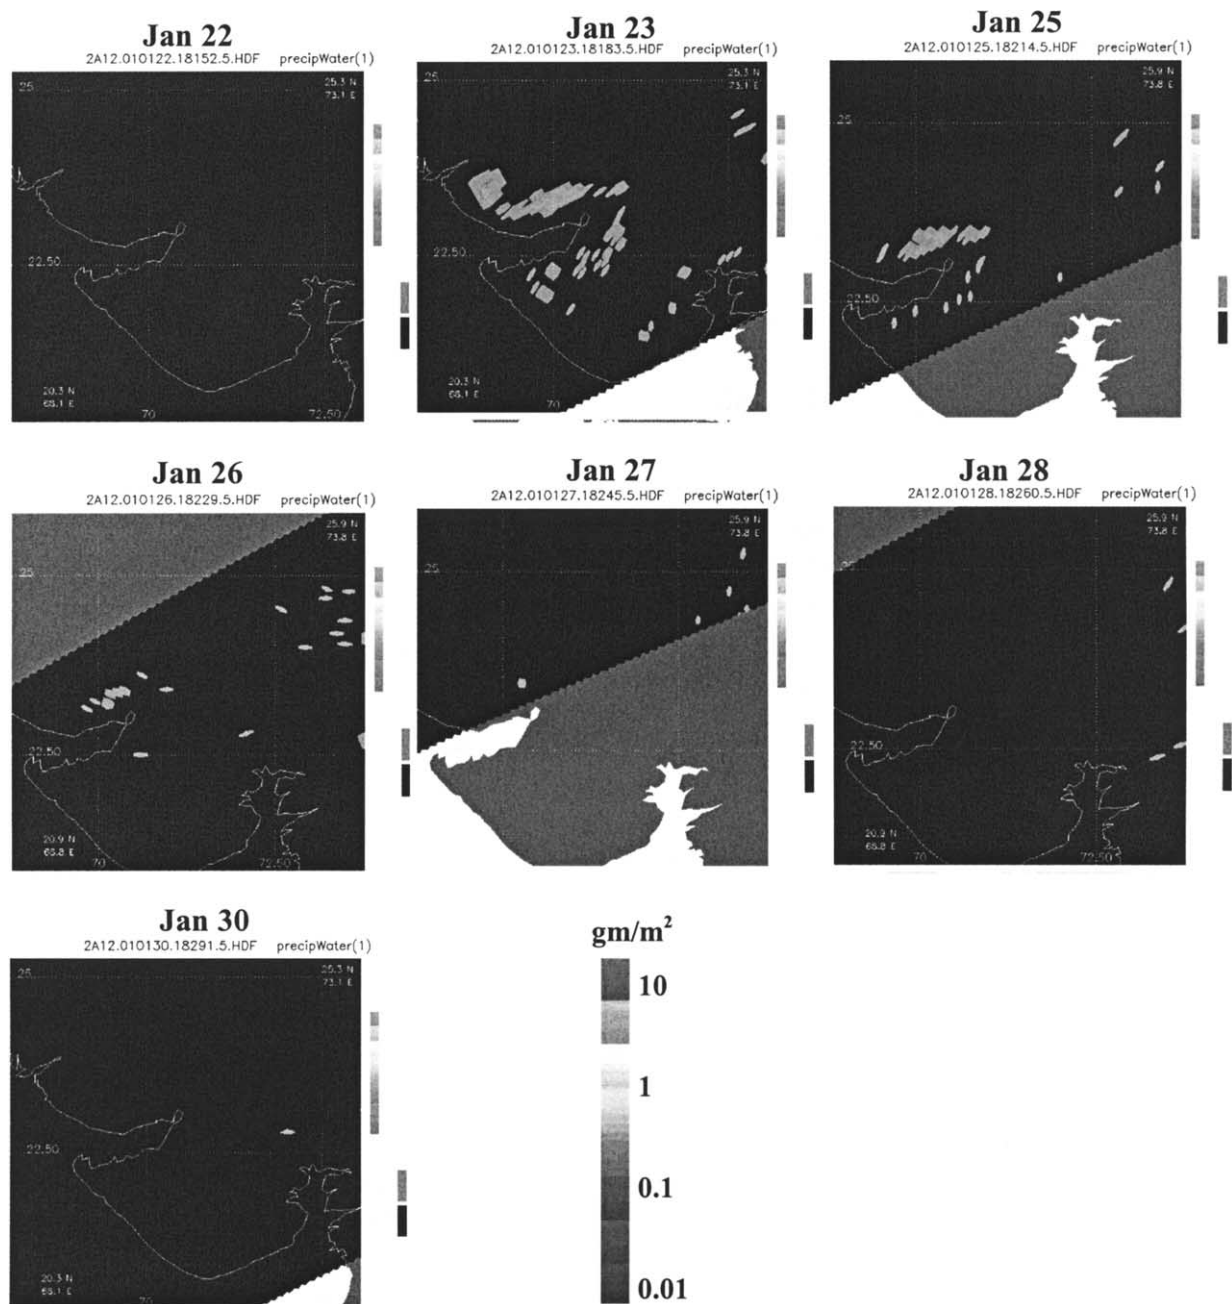 Jan 22
2A12.010122.18152.5.HDF precipWater(1)
25.3 N
73.1 E
25
22.50
20.3 N
68.1 E
70
72.50
Jan 23
2A12.010123.18183.5.HDF precipWater(1)
25.3 N
73.1 E
25
22.50
20.3 N
68.1 E
70
Jan 25
2A12.010125.18214.5.HDF precipWater(1)
25.9 N
73.8 E
25
22.50
Jan 26
2A12.010126.18229.5.HDF precipWater(1)
25.9 N
73.8 E
25
22.50
20.9 N
68.8 E
70
72.50
Jan 27
2A12.010127.18245.5.HDF precipWater(1)
25.9 N
73.8 E
25
22.50
Jan 28
2A12.010128.18260.5.HDF precipWater(1)
25.9 N
73.8 E
25
22.50
20.9 N
68.8 E
70
72.50
Jan 30
2A12.010130.18291.5.HDF precipWater(1)
25.3 N
73.1 E
25
22.50
20.3 N
68.1 E
70
gm/m²
10
1
0.1
0.01